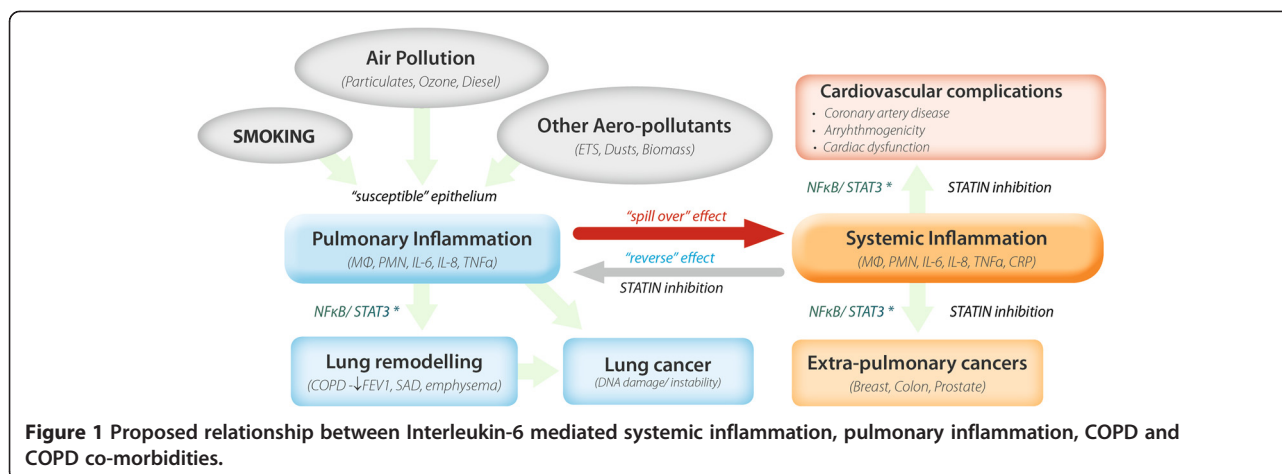 Air Pollution
(Particulates, Ozone, Diesel)
SMOKING
Other Aero-pollutants
(ETS, Dusts, Biomass)
"susceptible" epithelium
Pulmonary Inflammation
(MΦ, PMN, IL-6, IL-8, TNFα)
"spill over" effect
"reverse" effect
STATIN inhibition
Cardiovascular complications
• Coronary artery disease
• Arryhthmogenicity
• Cardiac dysfunction
NFκB/ STAT3 * STATIN inhibition
Systemic Inflammation
(MΦ, PMN, IL-6, IL-8, TNFα, CRP)
NFκB/ STAT3 *
NFκB/ STAT3 * STATIN inhibition
Lung remodelling
(COPD -↓FEV1, SAD, emphysema)
Lung cancer
(DNA damage/ instability)
Extra-pulmonary cancers
(Breast, Colon, Prostate)
Figure 1 Proposed relationship between Interleukin-6 mediated systemic inflammation, pulmonary inflammation, COPD and
COPD co-morbidities.